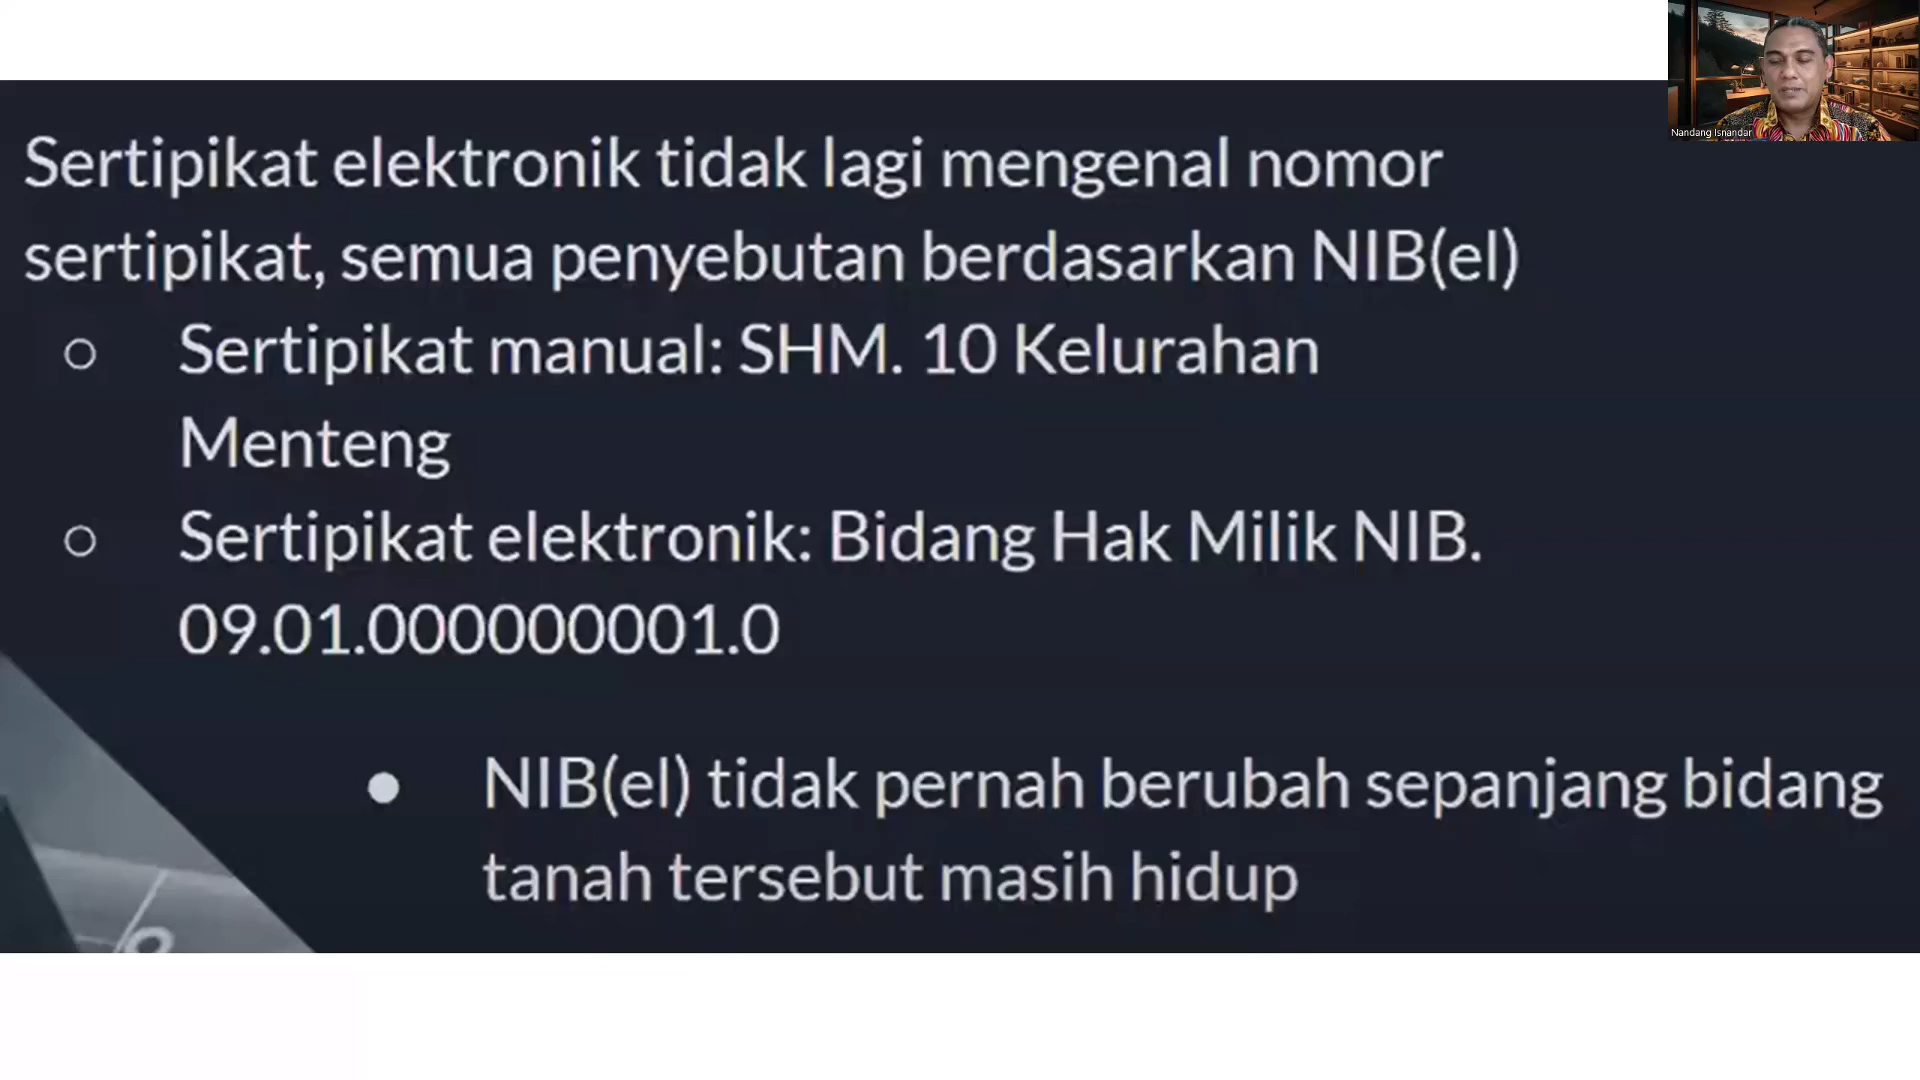 Nandang Isnandar
Sertipikat elektronik tidak lagi mengenal nomor
sertipikat, semua penyebutan berdasarkan NIB(el)
○ Sertipikat manual: SHM. 10 Kelurahan
Menteng
○ Sertipikat elektronik: Bidang Hak Milik NIB.
09.01.000000001.0
● NIB(el) tidak pernah berubah sepanjang bidang
tanah tersebut masih hidup